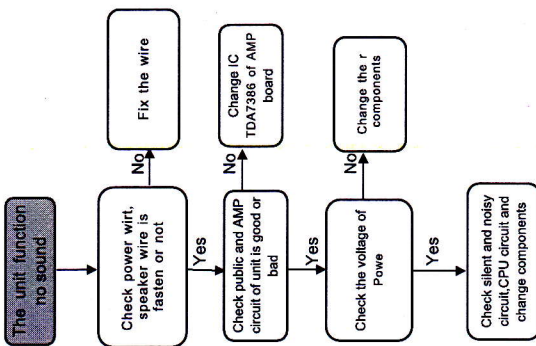 The unit function
no sound
Check power wirt,
speaker wire is
fasten or not
No
Fix the wire
Yes
Check public and AMP
circuit of unit is good or
bad
No
Change IC
TDA7386 of AMP
board
Yes
Check the voltage of
Powe
No
Change the r
components
Yes
Check silent and noisy
circuit,CPU circuit and
change components